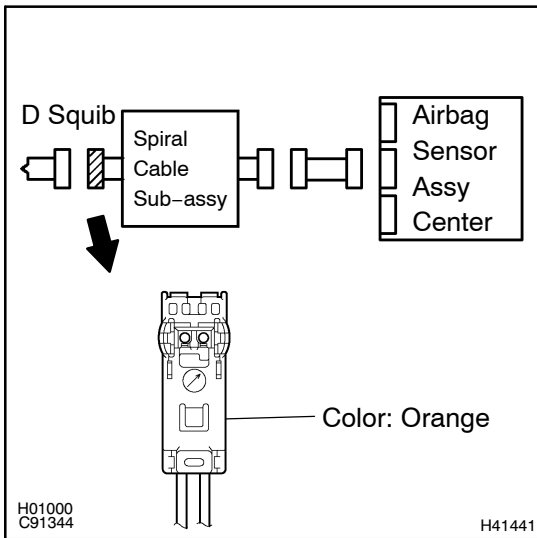 D Squib
Spiral
Cable
Sub-assy
Airbag
Sensor
Assy
Center
Color: Orange
H01000
C91344
H41441